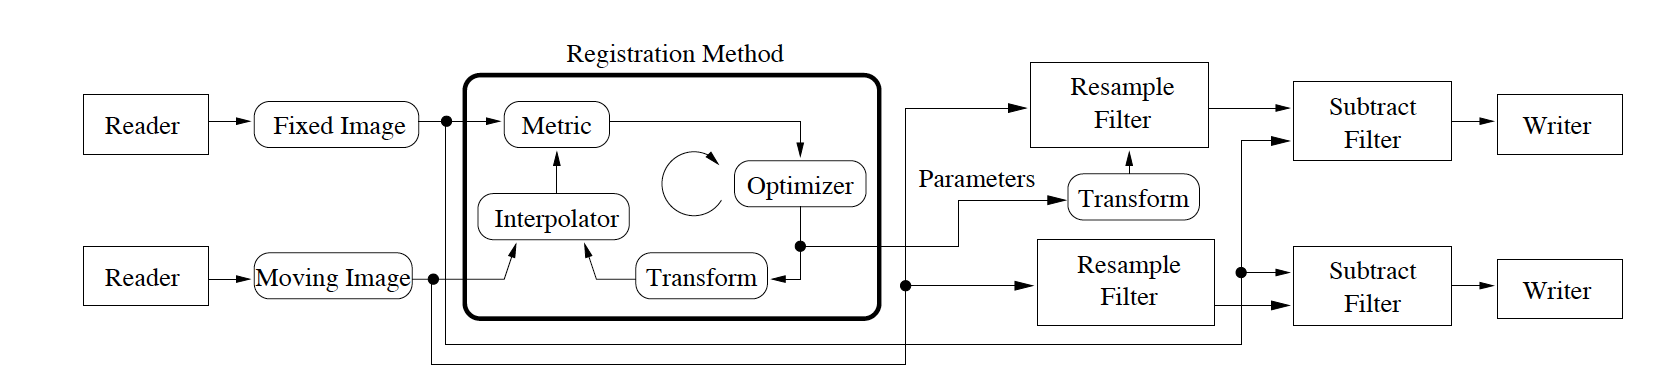 Registration Method
Reader
Fixed Image
Metric
Optimizer
Interpolator
Reader
Moving Image
Transform
Parameters
Resample
Filter
Transform
Resample
Filter
Subtract
Filter
Writer
Subtract
Filter
Writer